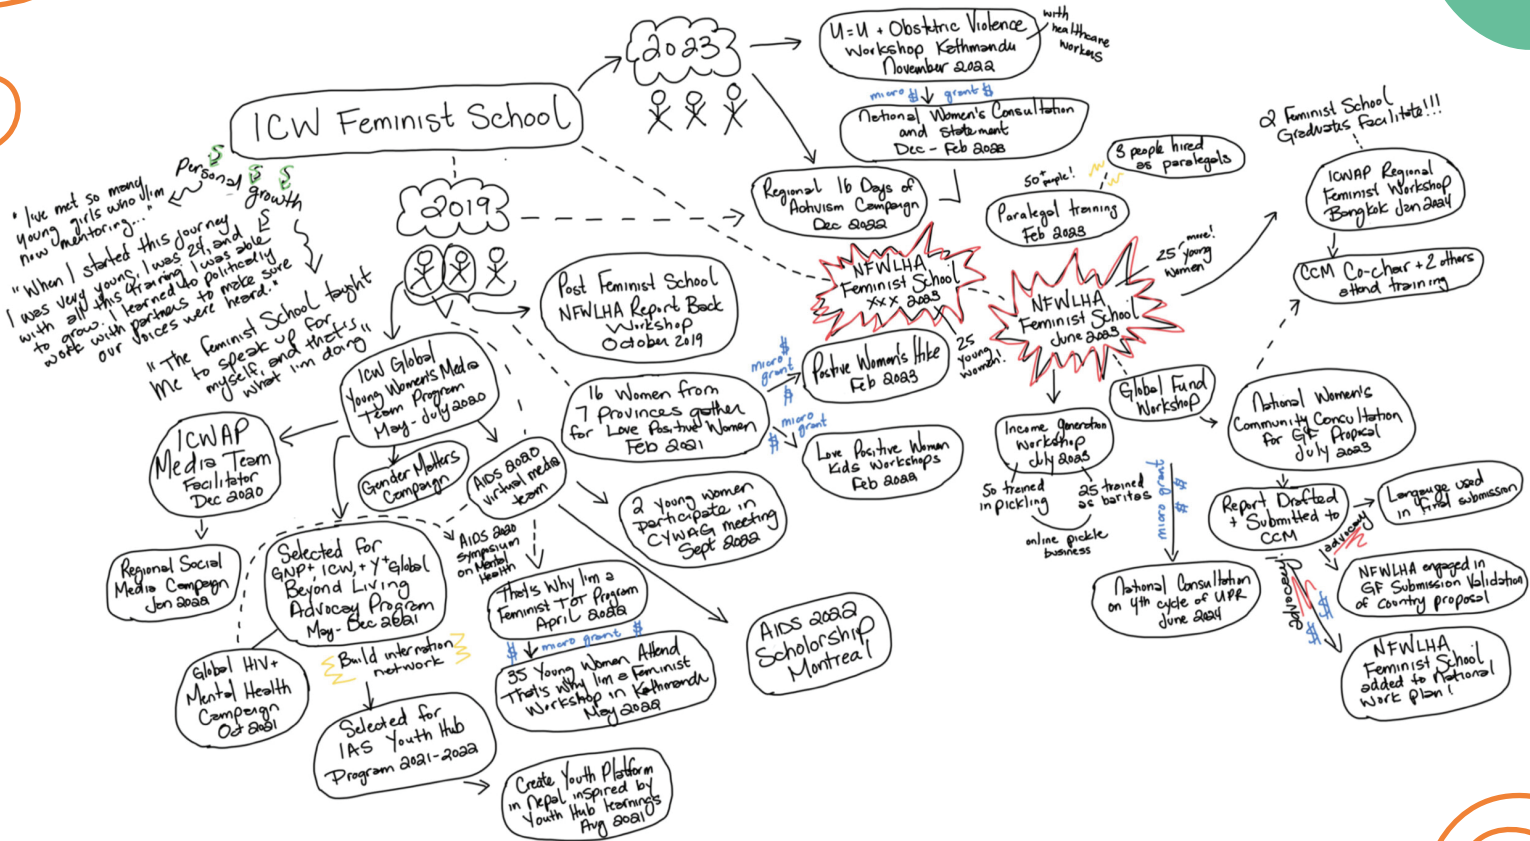 ICW Feminist School
2023
U=U + Obstetric Violence
Workshop Kathmandu
November 2022
with
healthcare
workers
micro $ grant $
National Women's Consultation
and Statement
Dec - Feb 2023
Regional 16 Days of
Activism Campaign
Dec 2022
50+ people!
3 people hired
as paralegals
Paralegal training
Feb 2023
2 Feminist School
Graduates Facilitate!!!
ICWAP Regional
Feminist Workshop
Bangkok Jan 2024
CCM Co-chair + 2 others
attend training
NFWLHA
Feminist School
xxx 2023
25
young
women!
NFWLHA
Feminist School
June 2023
25 more!
young
women
$ $ $
Personal
growth
"I've met so many
young girls who I'm
now mentoring..."
"When I started this journey
I was very young, I was 24, and
with all this training I was able
to grow. I learned to politically
work with partners to make sure
our voices were heard."
"The Feminist School taught
me to speak up for
myself, and that's
what I'm doing"
2019
Post Feminist School
NFWLHA Report Back
Workshop
October 2019
ICW Global
Young Women's Media
Team Program
May - July 2020
ICWAP
Media Team
Facilitator
Dec 2020
Regional Social
Media Campaign
Jan 2022
Gender Matters
Campaign
AIDS 2020
virtual media
team
AIDS 2020
Symposium
on Mental
Health
16 Women from
7 Provinces gather
for Love Positive Women
Feb 2021
micro $
grant
$
Postive Women's Hike
Feb 2023
$ micro
grant
Love Positive Woman
Kids Workshops
Feb 2022
2 young women
participate in
CYWAG meeting
Sept 2022
Selected for
GNP+, ICW, + Y+ Global
Beyond Living
Advocay Program
May - Dec 2021
Global HIV+
Mental Health
Campaign
Oct 2021
Build internation
network
Selected for
IAS Youth Hub
Program 2021-2022
Create Youth Platform
in Nepal inspired by
Youth Hub learnings
Aug 2021
That's Why I'm a
Feminist TOT Program
April 2022
$ micro grant $
35 Young Women Attend
That's Why I'm a Feminist
Workshop in Kathmandu
May 2022
AIDS 2022
Scholorship
Montreal
Income generation
Workshop
July 2023
50 trained
in pickling
25 trained
as baritas
online pickle
business
micro grant
$ $
National Consultation
on 4th cycle of UPR
June 2024
Global Fund
Workshop
National Women's
Community Concultation
for GF Proposal
July 2023
Report Drafted
+ Submitted to
CCM
Language used
in final submission
advocacy
NFWLHA engaged in
GF Submission Validation
of country proposal
advocacy!
$ $
NFWLHA
Feminist School
added to National
Work plan!